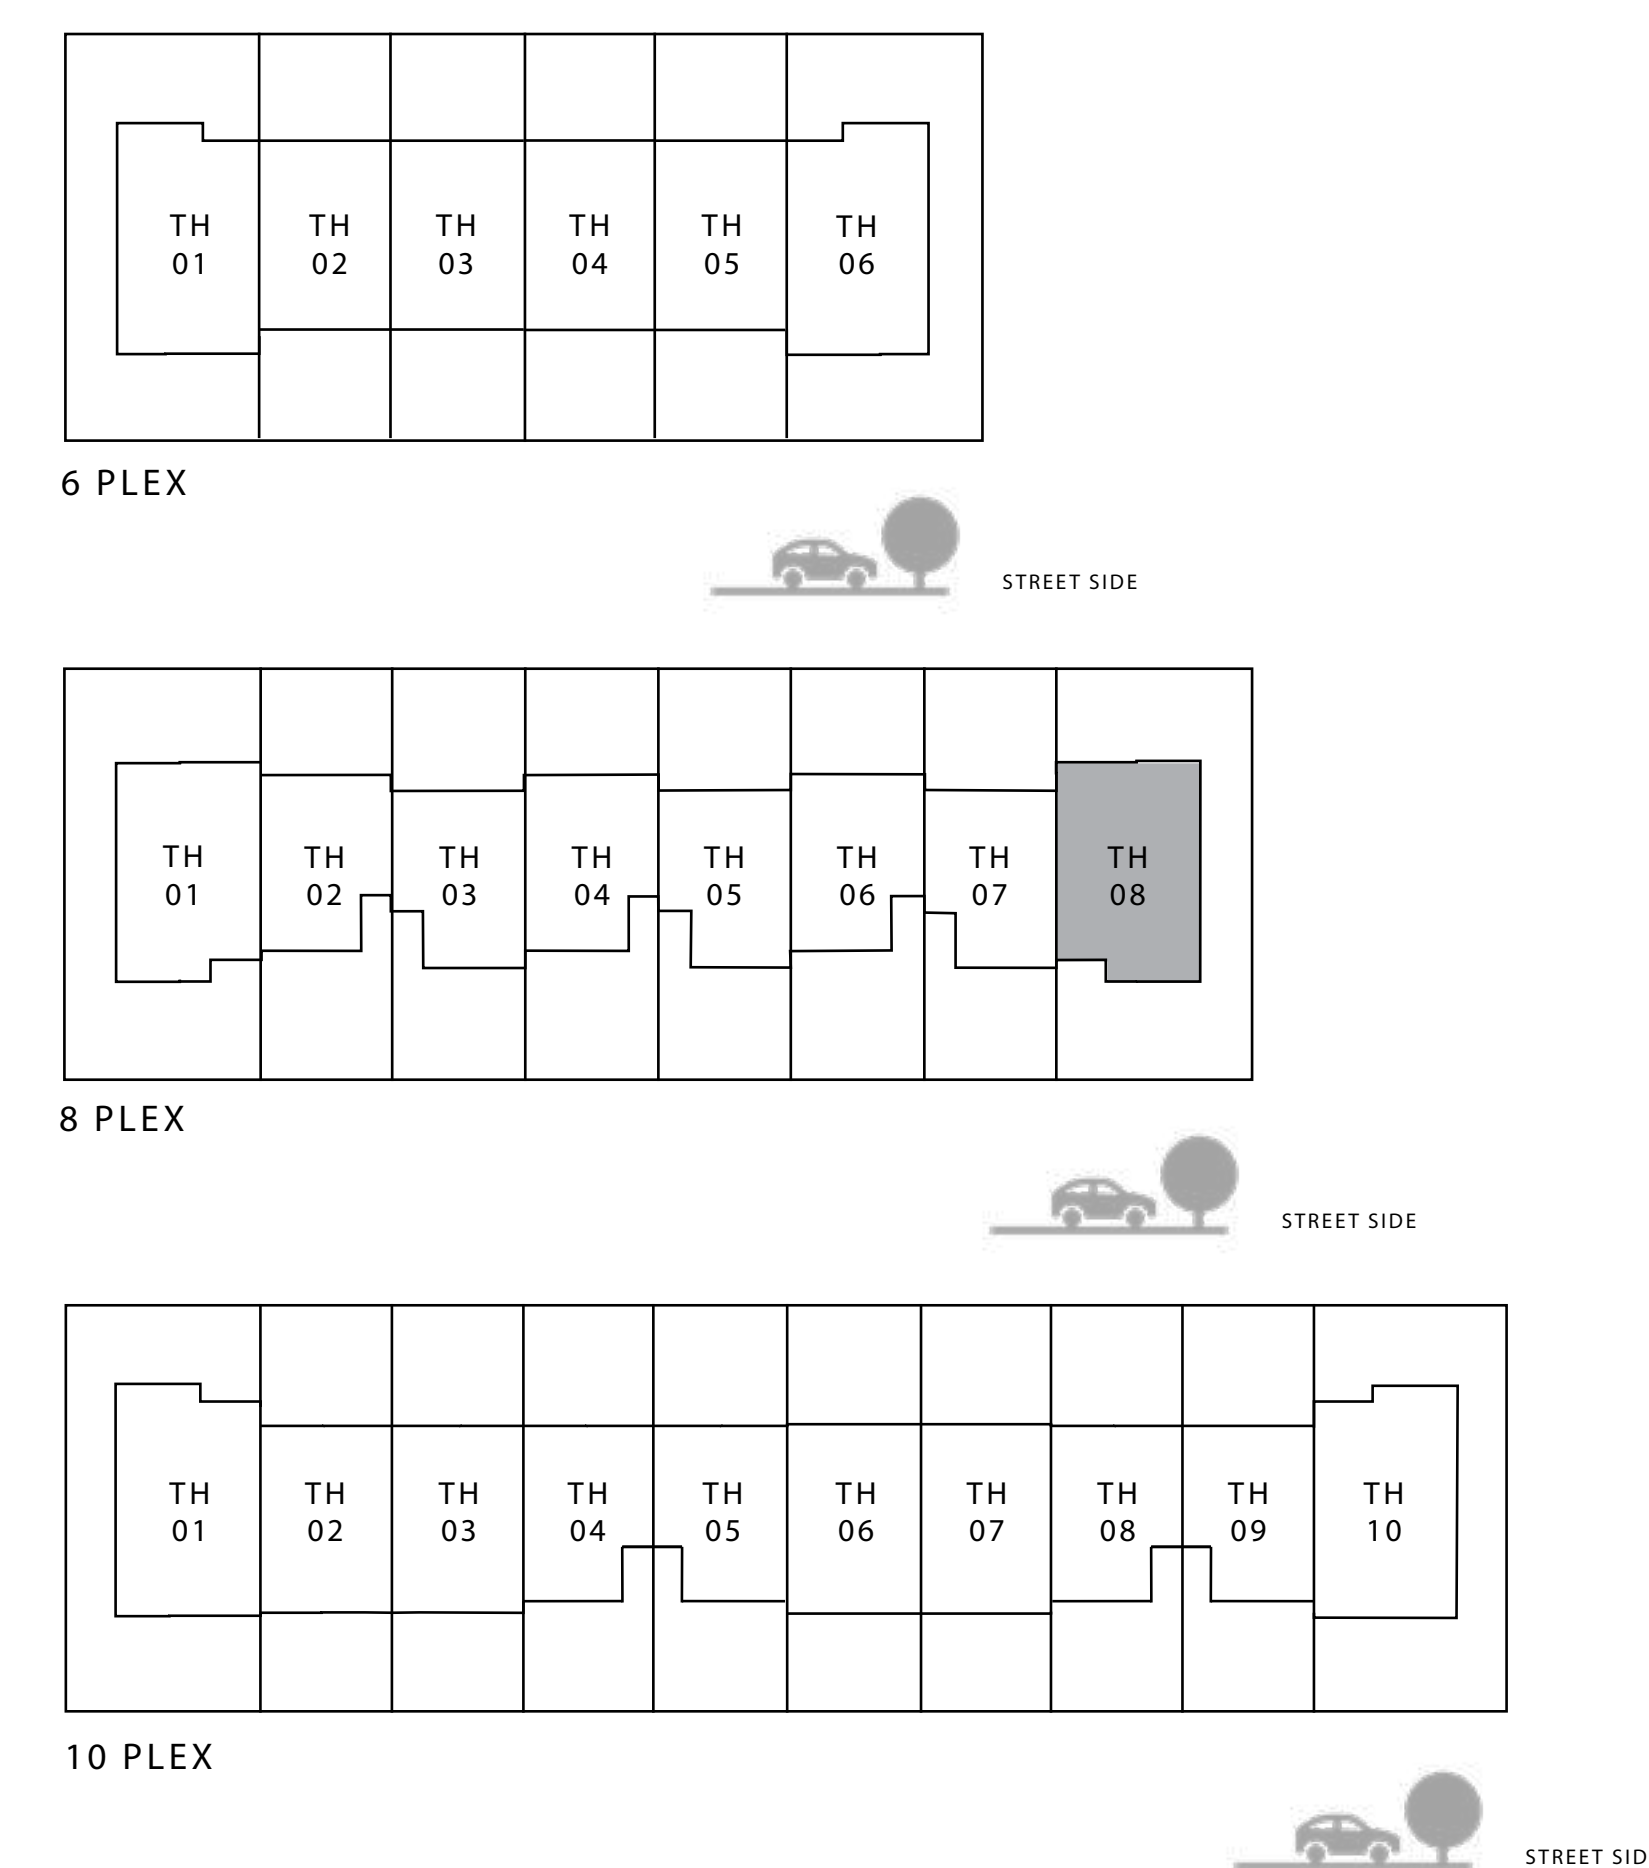 TH TH TH TH TH TH
01 02 03 04 05 06
6 PLEX
STREET SIDE
TH TH TH TH TH TH TH TH
01 02 03 04 05 06 07 08
8 PLEX
STREET SIDE
TH TH TH TH TH TH TH TH TH TH
01 02 03 04 05 06 07 08 09 10
10 PLEX
STREET SID